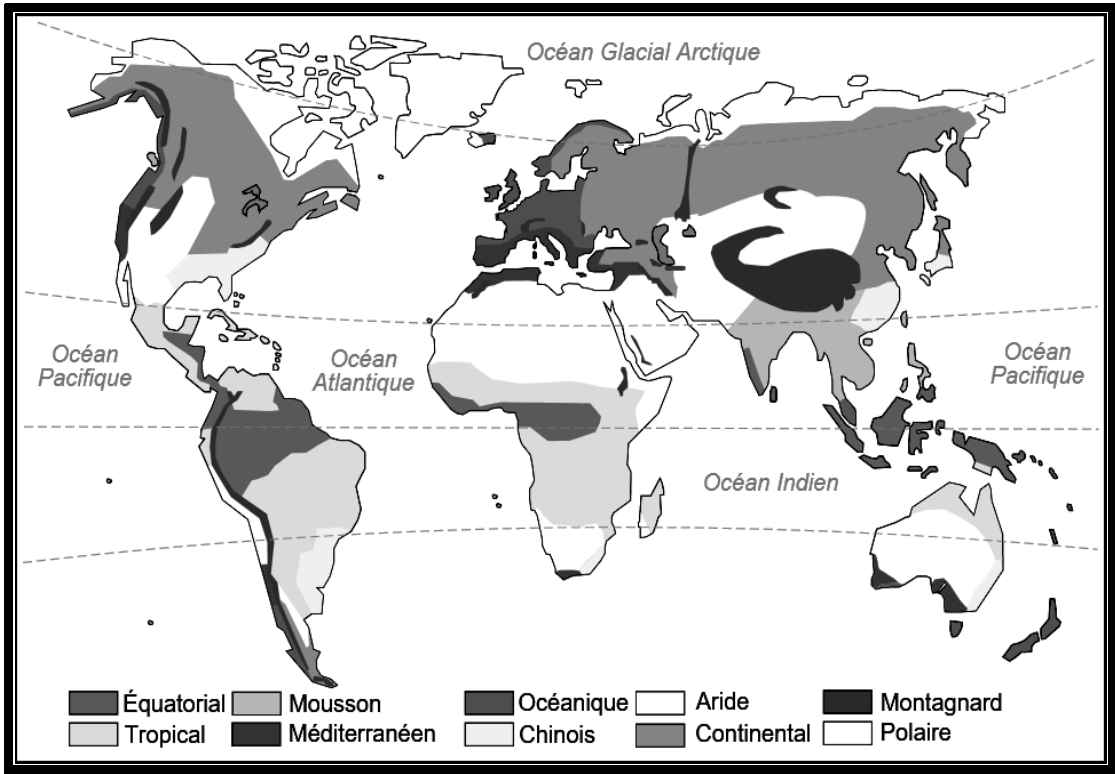 Océan Glacial Arctique
Océan
Pacifique
Océan
Atlantique
Océan
Pacifique
Océan Indien
Équatorial
Mousson
Océanique
Aride
Montagnard
Tropical
Méditerranéen
Chinois
Continental
Polaire